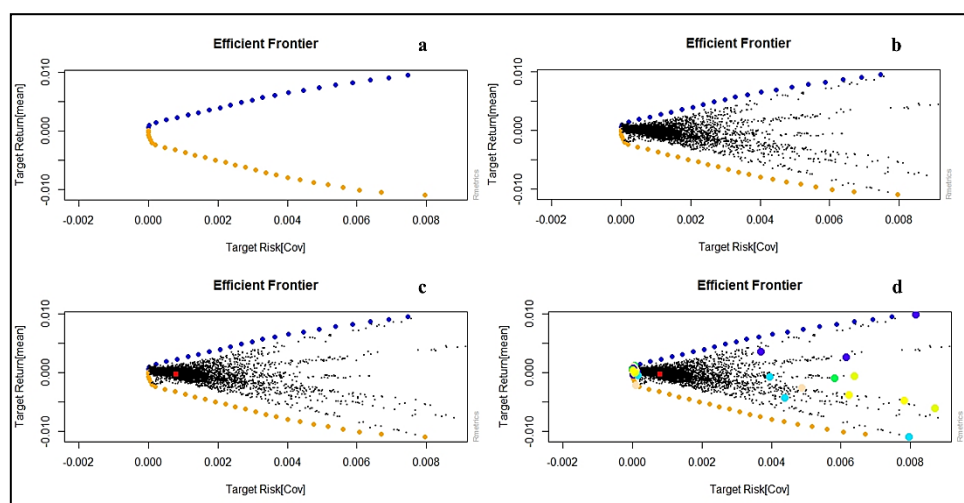 Efficient Frontier a
Target Return[mean]
0.010
0.000
-0.010
-0.002 0.000 0.002 0.004 0.006 0.008
Target Risk[Cov]
Rmetrics
Efficient Frontier b
Target Return[mean]
0.010
0.000
-0.010
-0.002 0.000 0.002 0.004 0.006 0.008
Target Risk[Cov]
Rmetrics
Efficient Frontier
c
Target Return[mean]
0.010
0.000
-0.010
-0.002 0.000 0.002 0.004 0.006 0.008
Target Risk[Cov]
Rmetrics
Efficient Frontier
d
Target Return[mean]
0.010
0.000
-0.010
-0.002 0.000 0.002 0.004 0.006 0.008
Target Risk[Cov]
Rmetrics